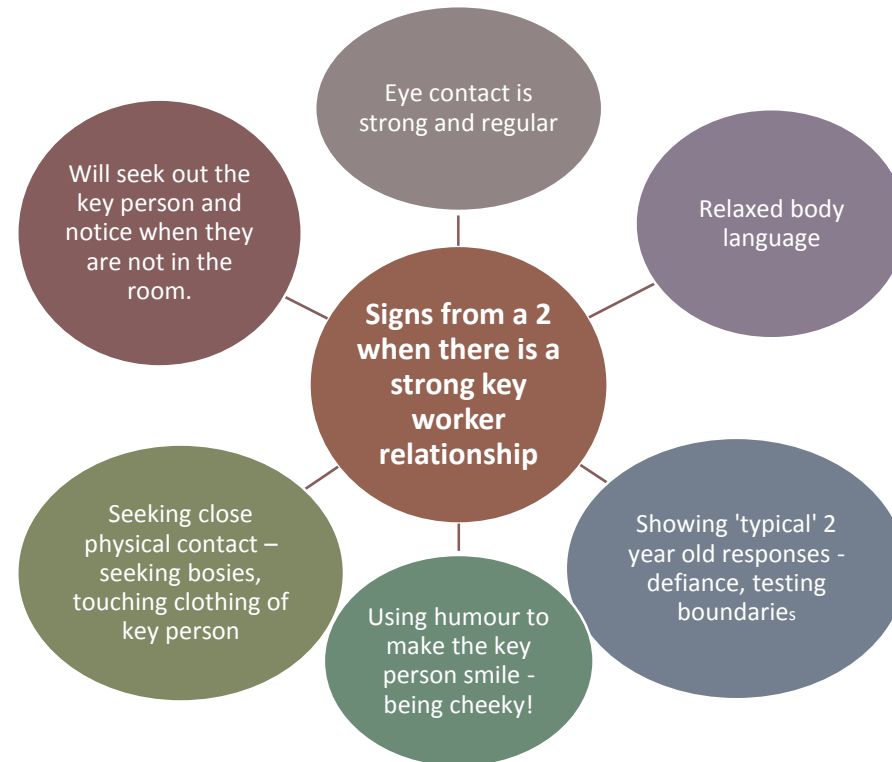 Eye contact is
strong and regular
Relaxed body
language
Showing 'typical' 2
year old responses -
defiance, testing
boundaries
Using humour to
make the key
person smile -
being cheeky!
Seeking close
physical contact –
seeking bosies,
touching clothing of
key person
Will seek out the
key person and
notice when they
are not in the
room.
Signs from a 2
when there is a
strong key
worker
relationship